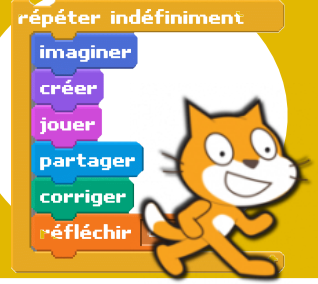 répéter indéfiniment
imaginer
créer
jouer
partager
corriger
réfléchir